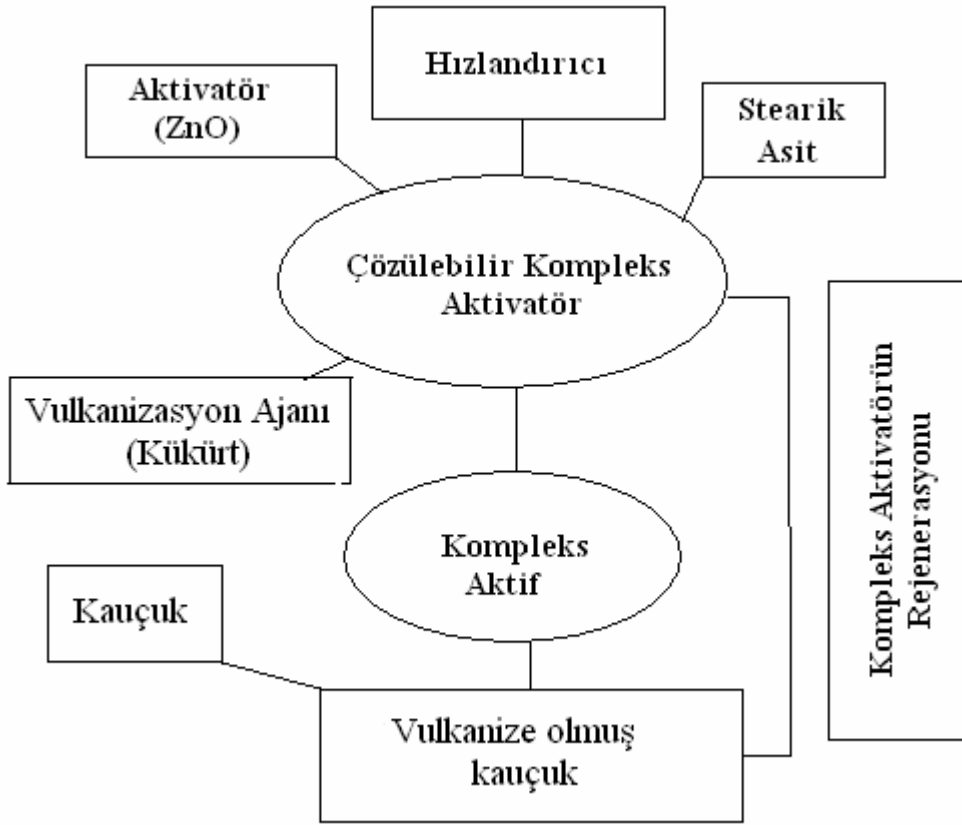 Hızlandırıcı
Aktivatör
(ZnO)
Stearik
Asit
Çözülebilir Kompleks
Aktivatör
Vulkanizasyon Ajanı
(Kükürt)
Kompleks
Aktif
Kauçuk
Vulkanize olmuş
kauçuk
Kompleks Aktivatörün
Rejenerasyonu